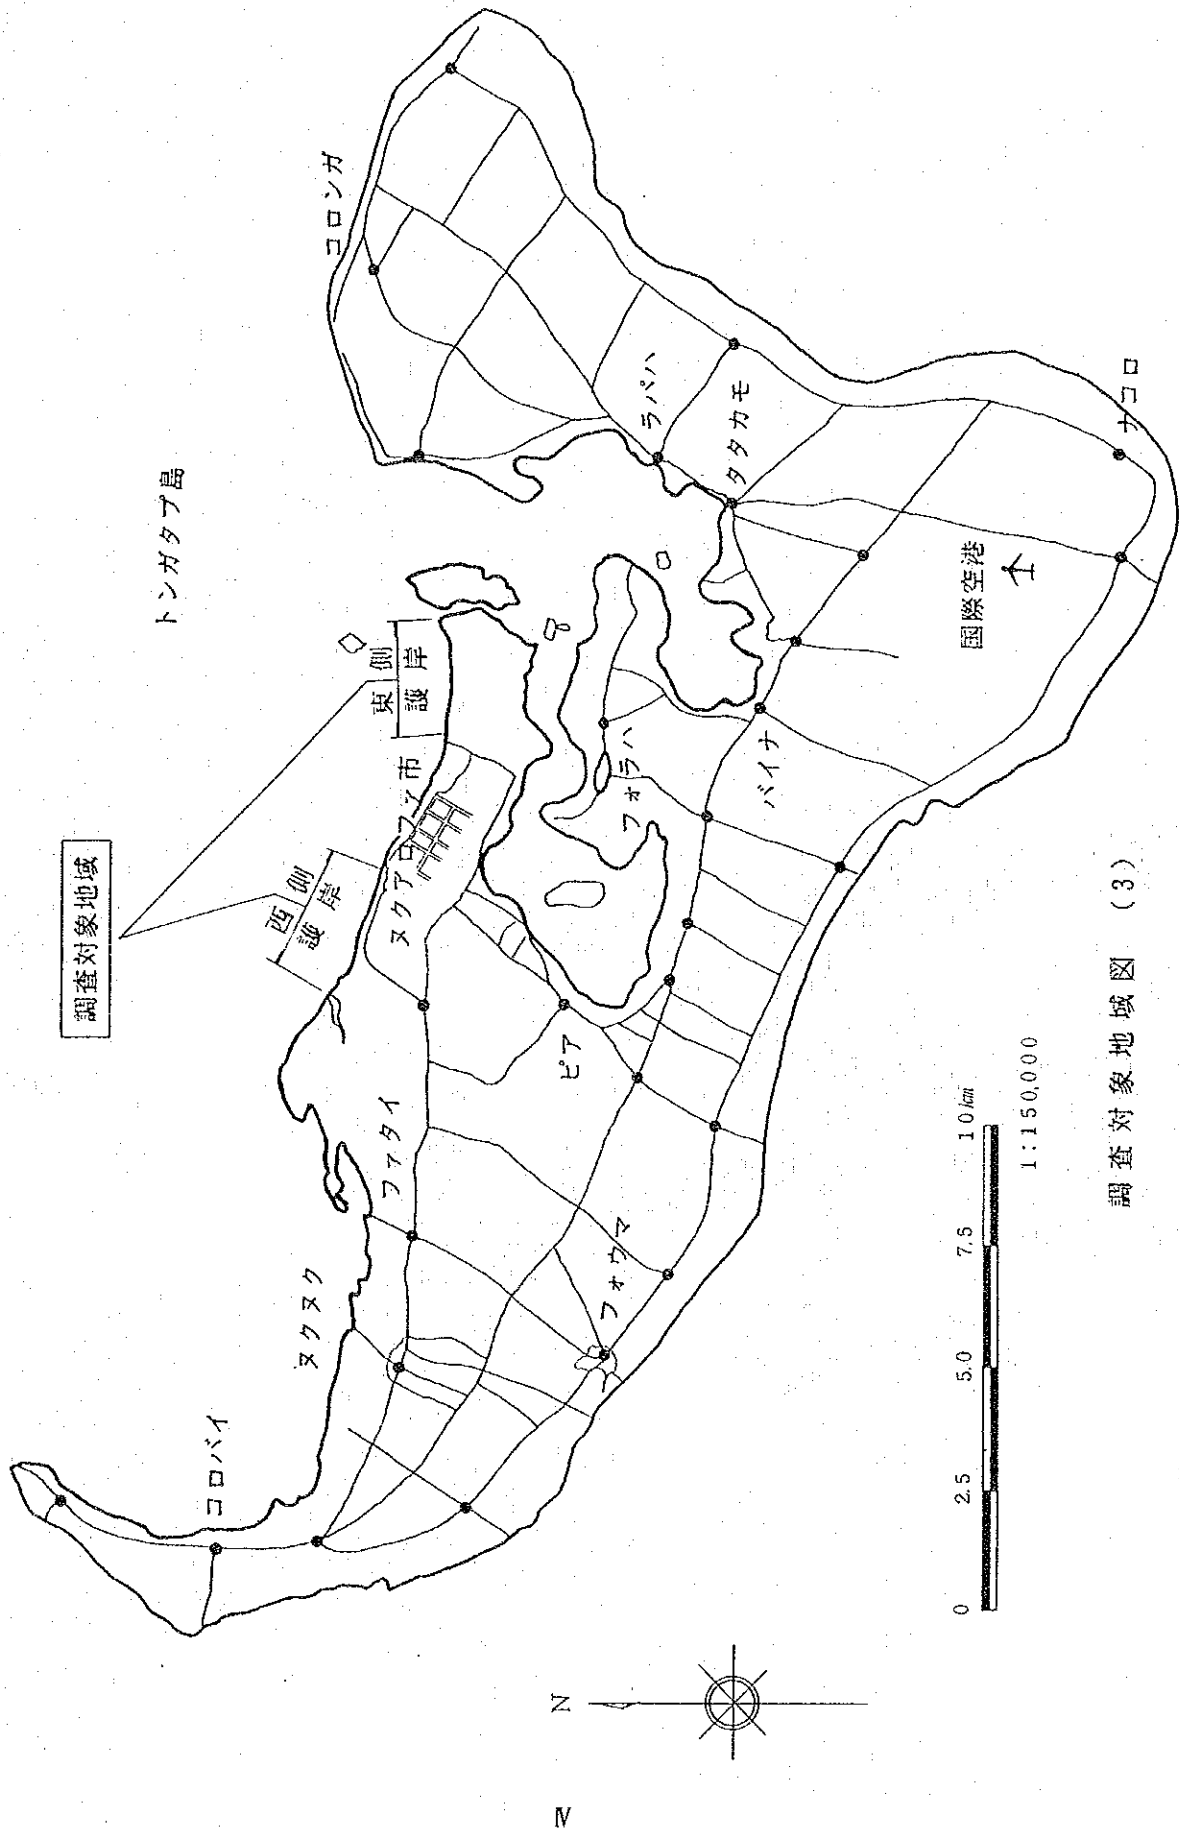 調査対象地域
トンガタプ島
西側
護岸
東側
護岸
コロンガ
ヌクアロファ市
コロバイ
ヌクヌク
ファタイ
ピア
フォラハ
ラパハ
タタカモ
バイナ
フォウマ
国際空港
ナコロ
N
0 2.5 5.0 7.5 10km
1:150,000
調査対象地域図 (3)
Ⅳ